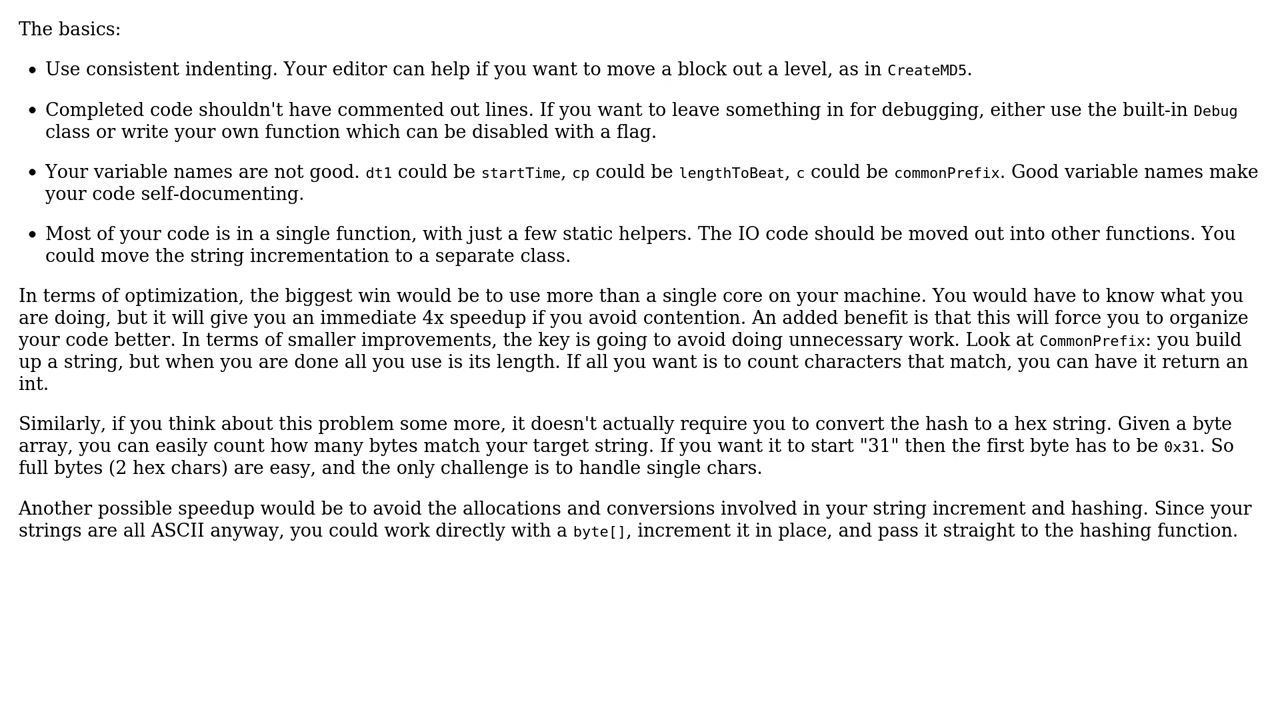 The basics:
• Use consistent indenting. Your editor can help if you want to move a block out a level, as in CreateMD5.
• Completed code shouldn't have commented out lines. If you want to leave something in for debugging, either use the built-in Debug
class or write your own function which can be disabled with a flag.
• Your variable names are not good. dt1 could be startTime, cp could be lengthToBeat, c could be commonPrefix. Good variable names make
your code self-documenting.
• Most of your code is in a single function, with just a few static helpers. The IO code should be moved out into other functions. You
could move the string incrementation to a separate class.
In terms of optimization, the biggest win would be to use more than a single core on your machine. You would have to know what you
are doing, but it will give you an immediate 4x speedup if you avoid contention. An added benefit is that this will force you to organize
your code better. In terms of smaller improvements, the key is going to avoid doing unnecessary work. Look at CommonPrefix: you build
up a string, but when you are done all you use is its length. If all you want is to count characters that match, you can have it return an
int.
Similarly, if you think about this problem some more, it doesn't actually require you to convert the hash to a hex string. Given a byte
array, you can easily count how many bytes match your target string. If you want it to start "31" then the first byte has to be 0x31. So
full bytes (2 hex chars) are easy, and the only challenge is to handle single chars.
Another possible speedup would be to avoid the allocations and conversions involved in your string increment and hashing. Since your
strings are all ASCII anyway, you could work directly with a byte[], increment it in place, and pass it straight to the hashing function.